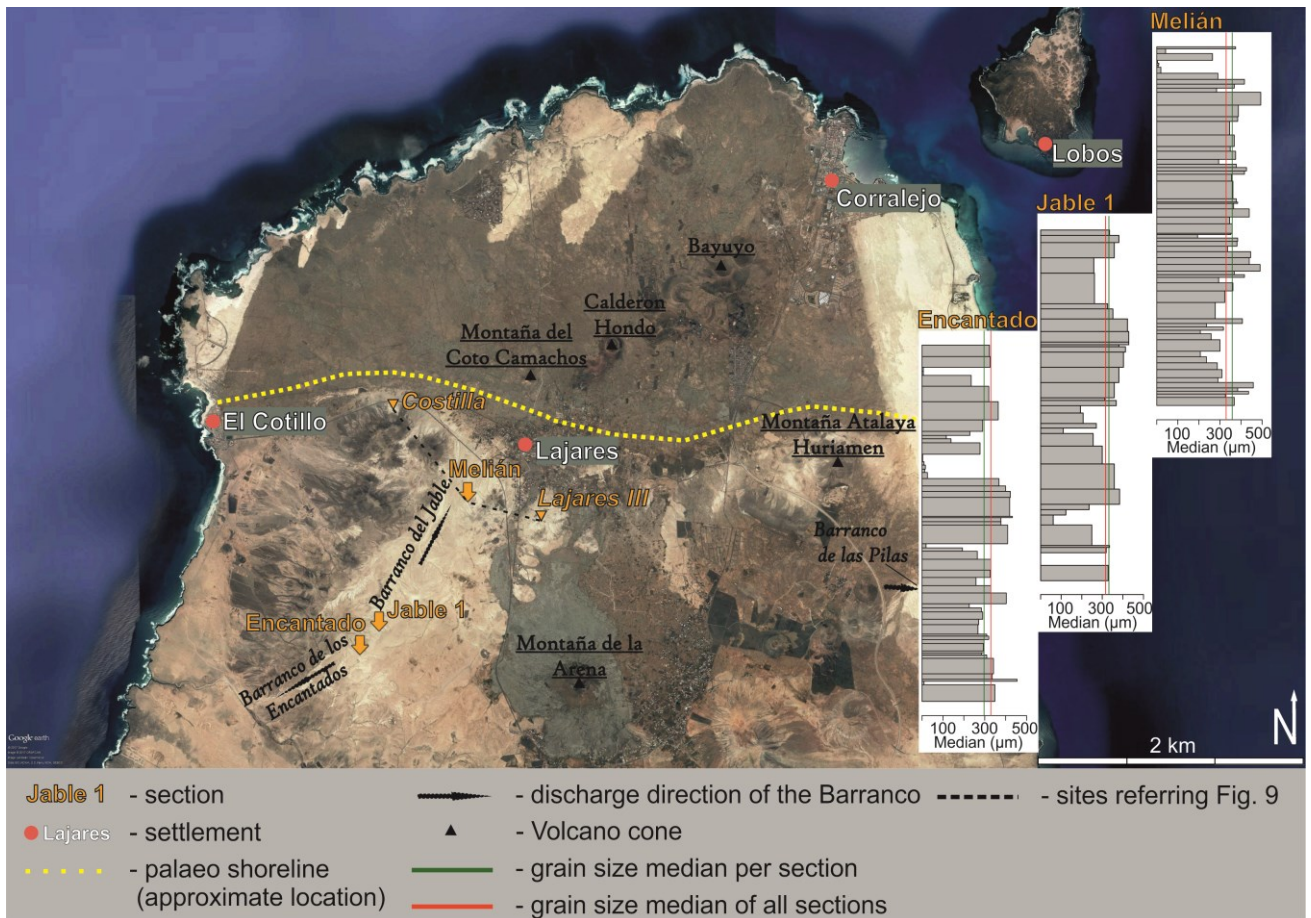 Melián
Lobos
Corralejo
Jable 1
Bayuyo
Calderon
Hondo
Encantado
Montaña del
Coto Camachos
Costilla
El Cotillo
100 300 500
Median (µm)
Montaña Atalaya
Huriamen
Lajares
Melián
Lajares III
Barranco del Jable
Barranco
de las Pilas
Jable 1
Encantado
100 300 500
Median (µm)
Barranco de los
Encantados
Montaña de la
Arena
N
100 300 500
Median (µm)
2 km
Google earth
Jable 1 - section
- discharge direction of the Barranco
- sites referring Fig. 9
Lajares - settlement
- Volcano cone
- palaeo shoreline
(approximate location)
- grain size median per section
- grain size median of all sections